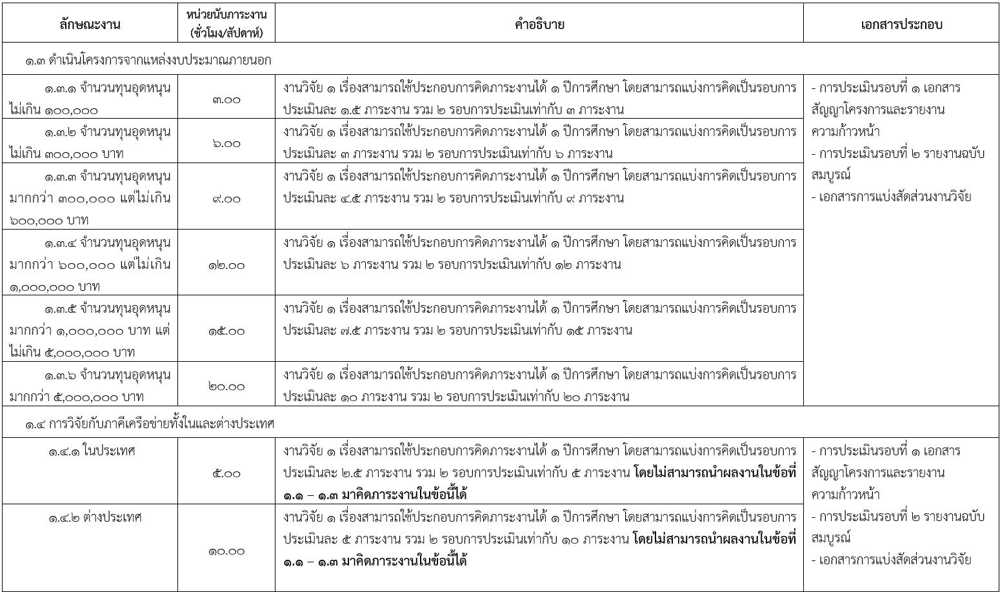 ลักษณะงาน
หน่วยนับภาระงาน
(ชั่วโมง/สัปดาห์)
คำอธิบาย
เอกสารประกอบ
๑.๓ ดำเนินโครงการจากแหล่งงบประมาณภายนอก
๑.๓.๑ จำนวนทุนอุดหนุน
ไม่เกิน ๑๐๐,๐๐๐
๓.๐๐
งานวิจัย ๑ เรื่องสามารถใช้ประกอบการคิดภาระงานได้ ๑ ปีการศึกษา โดยสามารถแบ่งการคิดเป็นรอบการ
ประเมินละ ๑.๕ ภาระงาน รวม ๒ รอบการประเมินเท่ากับ ๓ ภาระงาน
- การประเมินรอบที่ ๑ เอกสาร
สัญญาโครงการและรายงาน
ความก้าวหน้า
- การประเมินรอบที่ ๒ รายงานฉบับ
สมบูรณ์
- เอกสารการแบ่งสัดส่วนงานวิจัย
๑.๓.๒ จำนวนทุนอุดหนุน
ไม่เกิน ๓๐๐,๐๐๐ บาท
๖.๐๐
งานวิจัย ๑ เรื่องสามารถใช้ประกอบการคิดภาระงานได้ ๑ ปีการศึกษา โดยสามารถแบ่งการคิดเป็นรอบการ
ประเมินละ ๓ ภาระงาน รวม ๒ รอบการประเมินเท่ากับ ๖ ภาระงาน
๑.๓.๓ จำนวนทุนอุดหนุน
มากกว่า ๓๐๐,๐๐๐ แต่ไม่เกิน
๖๐๐,๐๐๐ บาท
๙.๐๐
งานวิจัย ๑ เรื่องสามารถใช้ประกอบการคิดภาระงานได้ ๑ ปีการศึกษา โดยสามารถแบ่งการคิดเป็นรอบการ
ประเมินละ ๔.๕ ภาระงาน รวม ๒ รอบการประเมินเท่ากับ ๙ ภาระงาน
๑.๓.๔ จำนวนทุนอุดหนุน
มากกว่า ๖๐๐,๐๐๐ แต่ไม่เกิน
๑,๐๐๐,๐๐๐ บาท
๑๒.๐๐
งานวิจัย ๑ เรื่องสามารถใช้ประกอบการคิดภาระงานได้ ๑ ปีการศึกษา โดยสามารถแบ่งการคิดเป็นรอบการ
ประเมินละ ๖ ภาระงาน รวม ๒ รอบการประเมินเท่ากับ ๑๒ ภาระงาน
๑.๓.๕ จำนวนทุนอุดหนุน
มากกว่า ๑,๐๐๐,๐๐๐ บาท แต่
ไม่เกิน ๕,๐๐๐,๐๐๐ บาท
๑๕.๐๐
งานวิจัย ๑ เรื่องสามารถใช้ประกอบการคิดภาระงานได้ ๑ ปีการศึกษา โดยสามารถแบ่งการคิดเป็นรอบการ
ประเมินละ ๗.๕ ภาระงาน รวม ๒ รอบการประเมินเท่ากับ ๑๕ ภาระงาน
๑.๓.๖ จำนวนทุนอุดหนุน
มากกว่า ๕,๐๐๐,๐๐๐ บาท
๒๐.๐๐
งานวิจัย ๑ เรื่องสามารถใช้ประกอบการคิดภาระงานได้ ๑ ปีการศึกษา โดยสามารถแบ่งการคิดเป็นรอบการ
ประเมินละ ๑๐ ภาระงาน รวม ๒ รอบการประเมินเท่ากับ ๒๐ ภาระงาน
๑.๔ การวิจัยกับภาคีเครือข่ายทั้งในและต่างประเทศ
๑.๔.๑ ในประเทศ
๕.๐๐
งานวิจัย ๑ เรื่องสามารถใช้ประกอบการคิดภาระงานได้ ๑ ปีการศึกษา โดยสามารถแบ่งการคิดเป็นรอบการ
ประเมินละ ๒.๕ ภาระงาน รวม ๒ รอบการประเมินเท่ากับ ๕ ภาระงาน โดยไม่สามารถนำผลงานในข้อที่
๑.๑ – ๑.๓ มาคิดภาระงานในข้อนี้ได้
- การประเมินรอบที่ ๑ เอกสาร
สัญญาโครงการและรายงาน
ความก้าวหน้า
- การประเมินรอบที่ ๒ รายงานฉบับ
สมบูรณ์
- เอกสารการแบ่งสัดส่วนงานวิจัย
๑.๔.๒ ต่างประเทศ
๑๐.๐๐
งานวิจัย ๑ เรื่องสามารถใช้ประกอบการคิดภาระงานได้ ๑ ปีการศึกษา โดยสามารถแบ่งการคิดเป็นรอบการ
ประเมินละ ๕ ภาระงาน รวม ๒ รอบการประเมินเท่ากับ ๑๐ ภาระงาน โดยไม่สามารถนำผลงานในข้อที่
๑.๑ – ๑.๓ มาคิดภาระงานในข้อนี้ได้